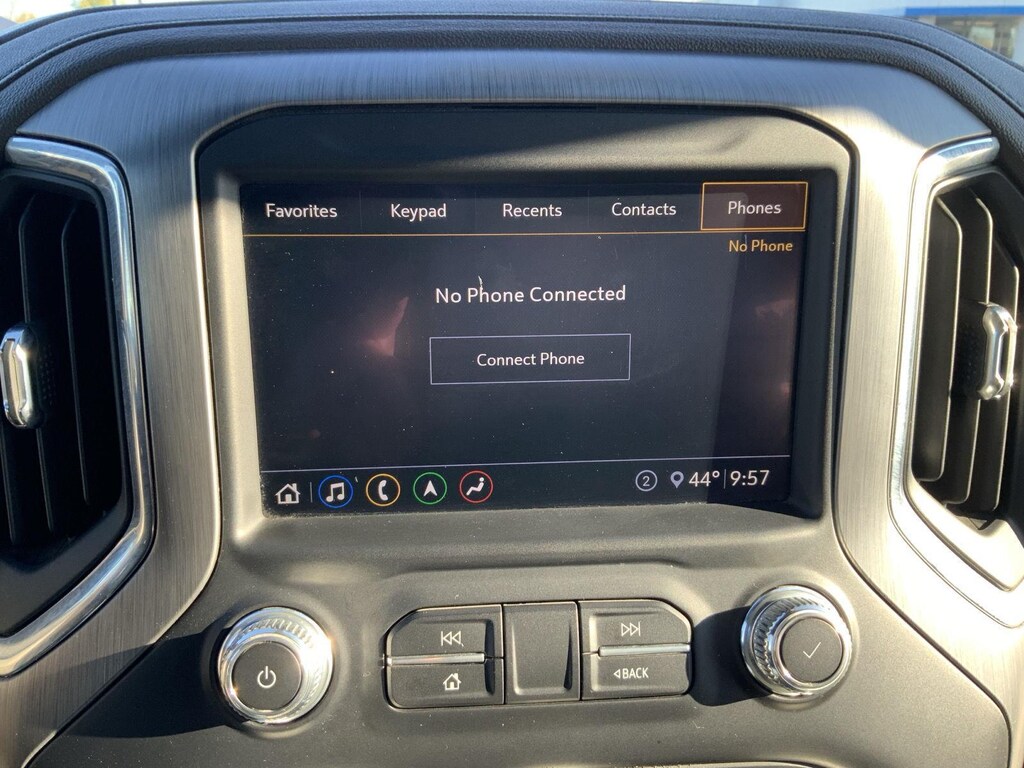 Favorites Keypad Recents Contacts Phones
No Phone
No Phone Connected
Connect Phone
2 44° 9:57
BACK